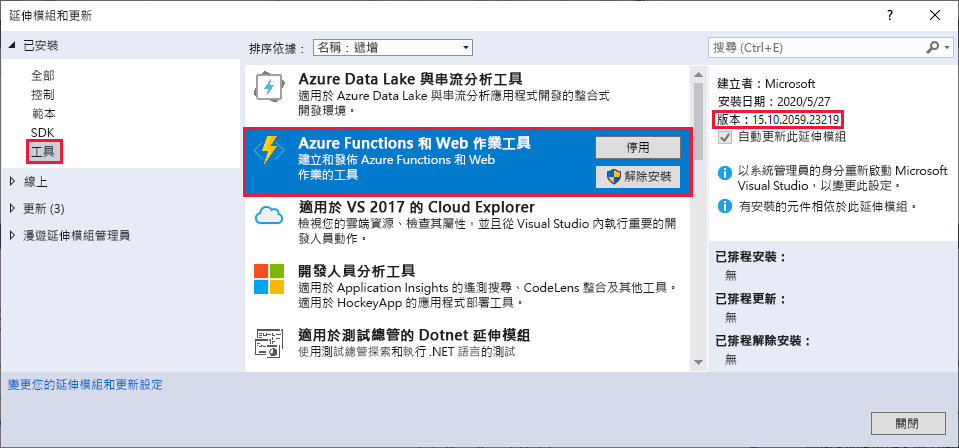 延伸模組和更新
已安裝
全部
控制
範本
SDK
工具
線上
更新 (3)
漫遊延伸模組管理員
排序依據： 名稱：遞增
Azure Data Lake 與串流分析工具
適用於 Azure Data Lake 與串流分析應用程式開發的整合式
開發環境。
Azure Functions 和 Web 作業工具
建立和發佈 Azure Functions 和 Web
作業的工具
停用
解除安裝
適用於 VS 2017 的 Cloud Explorer
檢視您的雲端資源、檢查其屬性，並且從 Visual Studio 內執行重要的開
發人員動作。
開發人員分析工具
適用於 Application Insights 的遙測搜尋、CodeLens 整合及其他工具。
適用於 HockeyApp 的應用程式部署工具。
適用於測試總管的 Dotnet 延伸模組
使用測試總管探索和執行 .NET 語言的測試
搜尋 (Ctrl+E)
建立者：Microsoft
安裝日期：2020/5/27
版本：15.10.2059.23219
自動更新此延伸模組
以系統管理員的身分重新啟動 Microsoft
Visual Studio，以變更此設定。
有安裝的元件相依於此延伸模組。
已排程安裝：
無
已排程更新：
無
已排程解除安裝：
無
變更您的延伸模組和更新設定
關閉